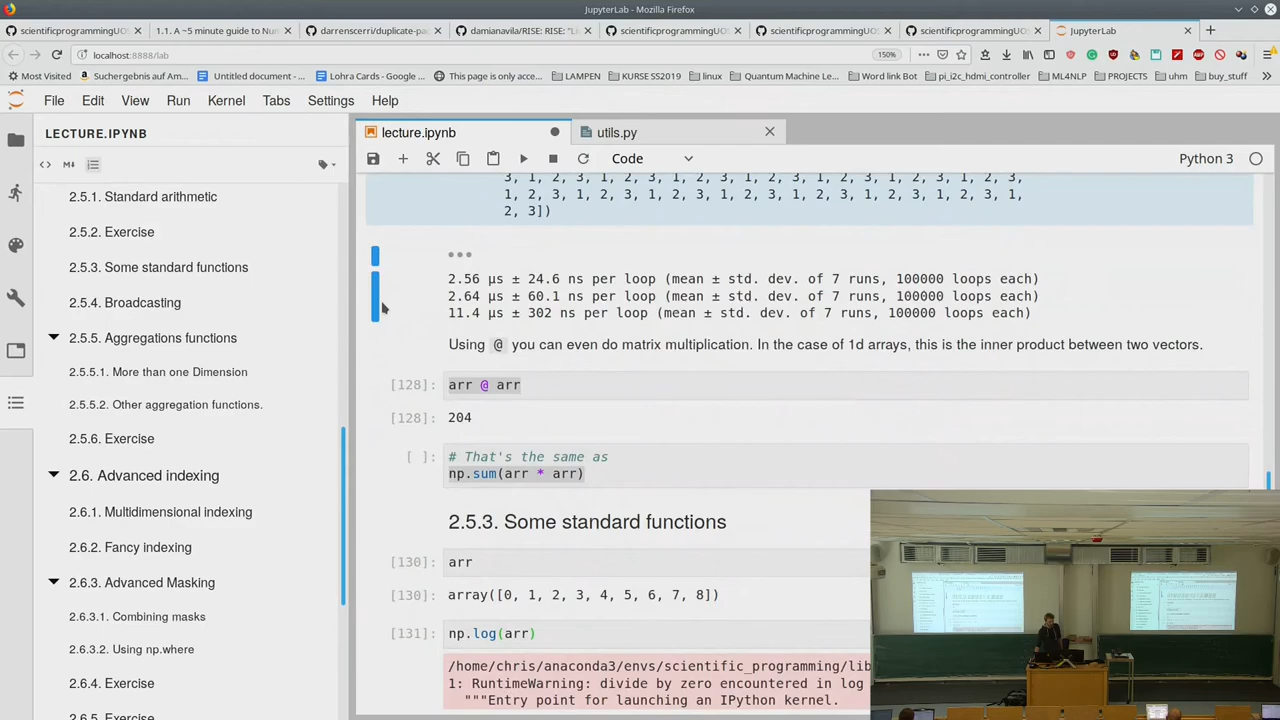 JupyterLab - Mozilla Firefox
scientificprogrammingUOS
1.1. A ~5 minute guide to Num
darrenscerri/duplicate-pac
damianavila/RISE: RISE: "Li
scientificprogrammingUOS
scientificprogrammingUOS
scientificprogrammingUOS
JupyterLab
localhost:8888/lab
150%
Most Visited
Suchergebnis auf Am...
Untitled document - ...
Lohra Cards - Google ...
This page is only acce...
LAMPEN
KURSE SS2019
linux
Quantum Machine Le...
Word link Bot
pi_i2c_hdmi_controller
ML4NLP
PROJECTS
uhm
buy_stuff
File Edit View Run Kernel Tabs Settings Help
LECTURE.IPYNB
2.5.1. Standard arithmetic
2.5.2. Exercise
2.5.3. Some standard functions
2.5.4. Broadcasting
2.5.5. Aggregations functions
2.5.5.1. More than one Dimension
2.5.5.2. Other aggregation functions.
2.5.6. Exercise
2.6. Advanced indexing
2.6.1. Multidimensional indexing
2.6.2. Fancy indexing
2.6.3. Advanced Masking
2.6.3.1. Combining masks
2.6.3.2. Using np.where
2.6.4. Exercise
2.6.5. Exercise
lecture.ipynb
utils.py
Code
Python 3
3, 1, 2, 3, 1, 2, 3, 1, 2, 3, 1, 2, 3, 1, 2, 3, 1, 2, 3, 1, 2, 3,
1, 2, 3, 1, 2, 3, 1, 2, 3, 1, 2, 3, 1, 2, 3, 1, 2, 3, 1, 2, 3, 1,
2, 3])
2.56 µs ± 24.6 ns per loop (mean ± std. dev. of 7 runs, 100000 loops each)
2.64 µs ± 60.1 ns per loop (mean ± std. dev. of 7 runs, 100000 loops each)
11.4 µs ± 302 ns per loop (mean ± std. dev. of 7 runs, 100000 loops each)
Using @ you can even do matrix multiplication. In the case of 1d arrays, this is the inner product between two vectors.
[128]: arr @ arr
[128]: 204
[ ]: # That's the same as
np.sum(arr * arr)
2.5.3. Some standard functions
[130]: arr
[130]: array([0, 1, 2, 3, 4, 5, 6, 7, 8])
[131]: np.log(arr)
/home/chris/anaconda3/envs/scientific_programming/lib
1: RuntimeWarning: divide by zero encountered in log
"""Entry point for launching an IPython kernel.